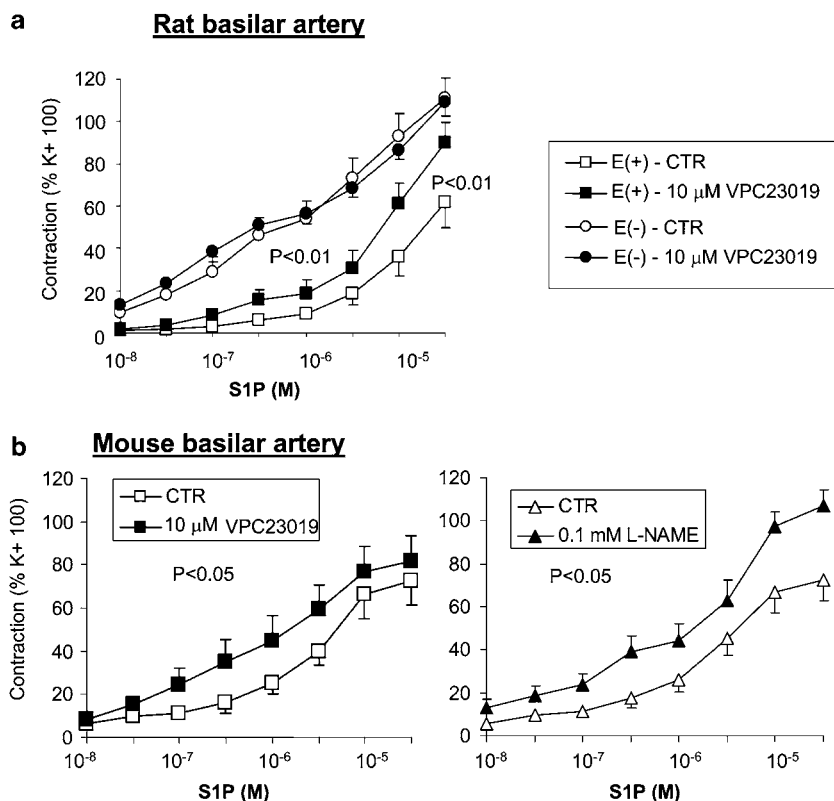 a
Rat basilar artery
Contraction (% K+ 100)
120
100
80
60
40
20
0
P<0.01
P<0.01
10-8
10-7
10-6
10-5
S1P (M)
E(+) - CTR
E(+) - 10 μM VPC23019
E(-) - CTR
E(-) - 10 μM VPC23019
b
Mouse basilar artery
Contraction (% K+ 100)
120
100
80
60
40
20
0
CTR
10 μM VPC23019
P<0.05
10-8
10-7
10-6
10-5
S1P (M)
120
100
80
60
40
20
0
CTR
0.1 mM L-NAME
P<0.05
10-8
10-7
10-6
10-5
S1P (M)